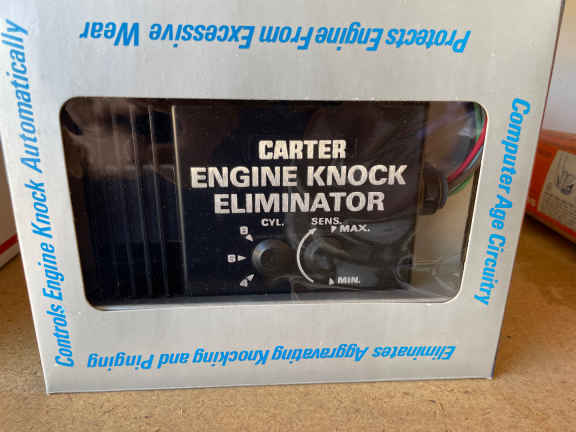 Protects Engine From Excessive Wear
Controls Engine Knock Automatically
CARTER
ENGINE KNOCK
ELIMINATOR
CYL. SENS.
8 MAX.
6
4 MIN.
Computer Age Circuitry
Eliminates Aggravating Knocking and Pinging